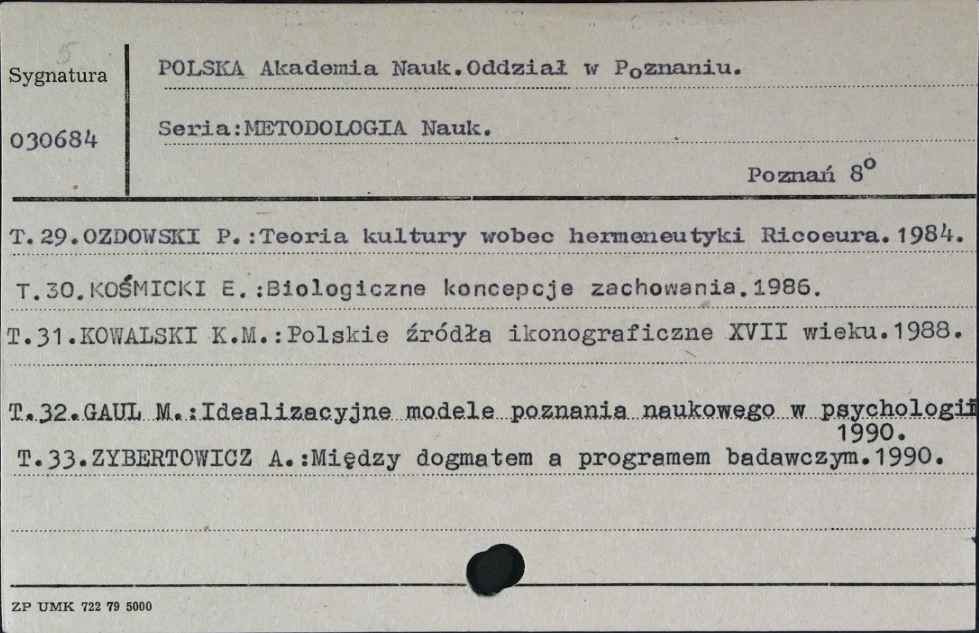 5
Sygnatura
POLSKA Akademia Nauk.Oddział w Poznaniu.
030684
Seria:METODOLOGIA Nauk.
Poznań 8o
T.29.OZDOWSKI P.:Teoria kultury wobec hermeneutyki Ricoeura.1984.
T.30.KOŚMICKI E.:Biologiczne koncepcje zachowania.1986.
T.31.KOWALSKI K.M.:Polskie źródła ikonograficzne XVII wieku.1988.
T.32.GAUL M.:Idealizacyjne modele poznania naukowego w psychologii
1990.
T.33.ZYBERTOWICZ A.:Między dogmatem a programem badawczym.1990.
ZP UMK 722 79 5000